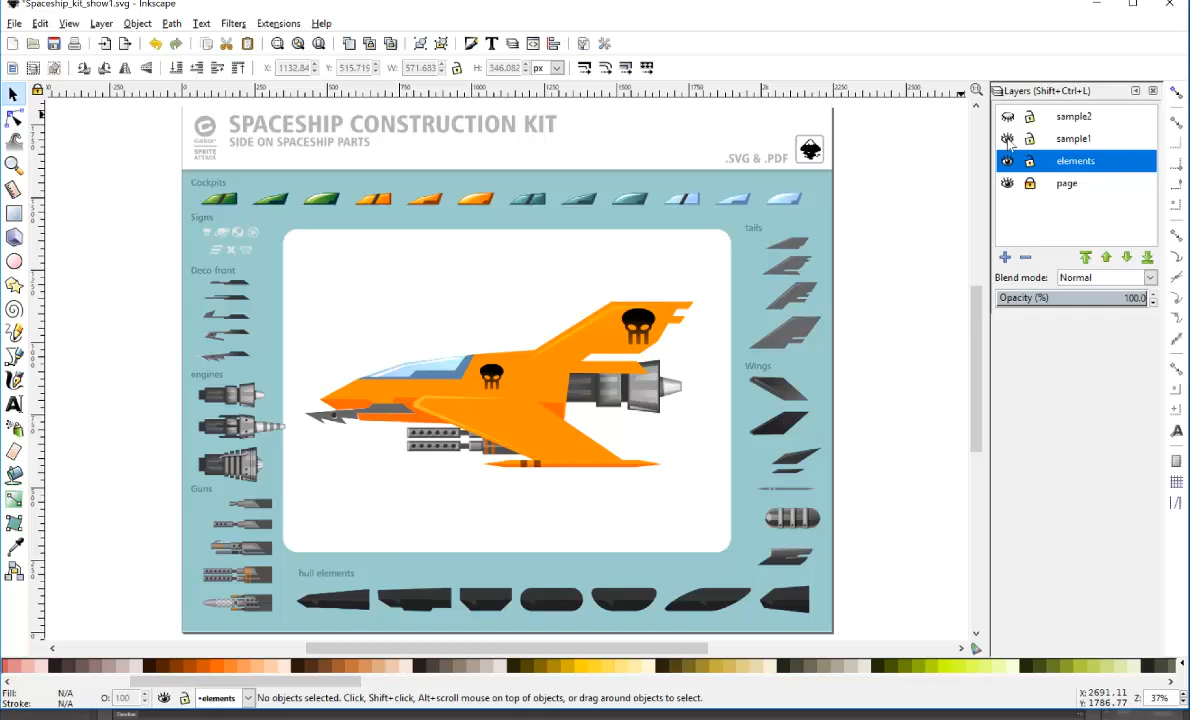 *Spaceship_kit_show1.svg - Inkscape
File Edit View Layer Object Path Text Filters Extensions Help
X: 1132.84 Y: 515.719 W: 571.683 H: 346.082 px
Layers (Shift+Ctrl+L)
sample2
sample1
elements
page
Blend mode: Normal
Opacity (%) 100.0
SPACESHIP CONSTRUCTION KIT
SIDE ON SPACESHIP PARTS
SPRITE
ATTACK
.SVG & .PDF
Cockpits
Signs
tails
Deco front
engines
Wings
Guns
hull elements
Fill: N/A
Stroke: N/A
O: 100
•elements
No objects selected. Click, Shift+click, Alt+scroll mouse on top of objects, or drag around objects to select.
X: 2691.11
Y: 1786.77
Z: 37%